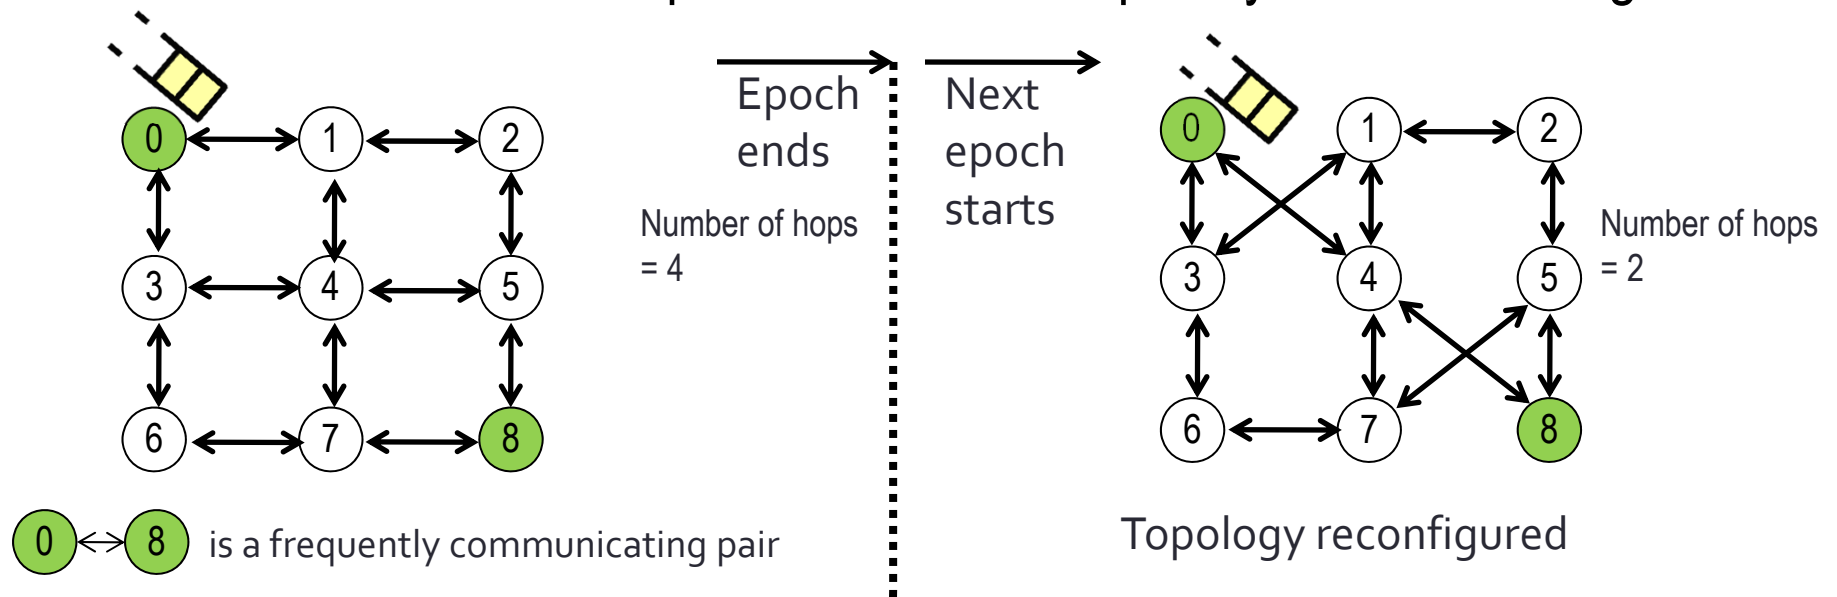 0 1 2
3 4 5
6 7 8
Number of hops
= 4
0 8 is a frequently communicating pair
Epoch
ends
Next
epoch
starts
0 1 2
3 4 5
6 7 8
Number of hops
= 2
Topology reconfigured